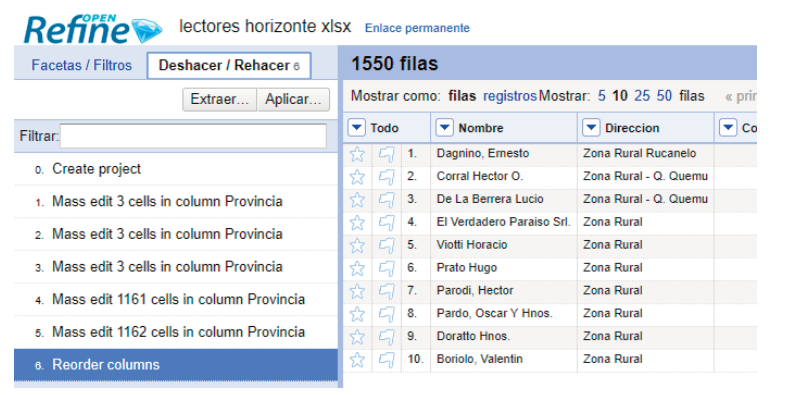 OPEN
Refine lectores horizonte xlsx Enlace permanente
Facetas / Filtros Deshacer / Rehacer 6
Extraer... Aplicar...
Filtrar:
0. Create project
1. Mass edit 3 cells in column Provincia
2. Mass edit 3 cells in column Provincia
3. Mass edit 3 cells in column Provincia
4. Mass edit 1161 cells in column Provincia
5. Mass edit 1162 cells in column Provincia
6. Reorder columns
1550 filas
Mostrar como: filas registros Mostrar: 5 10 25 50 filas « prir
Todo Nombre Direccion Co
1. Dagnino, Ernesto Zona Rural Rucanelo
2. Corral Hector O. Zona Rural - Q. Quemu
3. De La Berrera Lucio Zona Rural - Q. Quemu
4. El Verdadero Paraiso Srl. Zona Rural
5. Viotti Horacio Zona Rural
6. Prato Hugo Zona Rural
7. Parodi, Hector Zona Rural
8. Pardo, Oscar Y Hnos. Zona Rural
9. Doratto Hnos. Zona Rural
10. Boriolo, Valentin Zona Rural